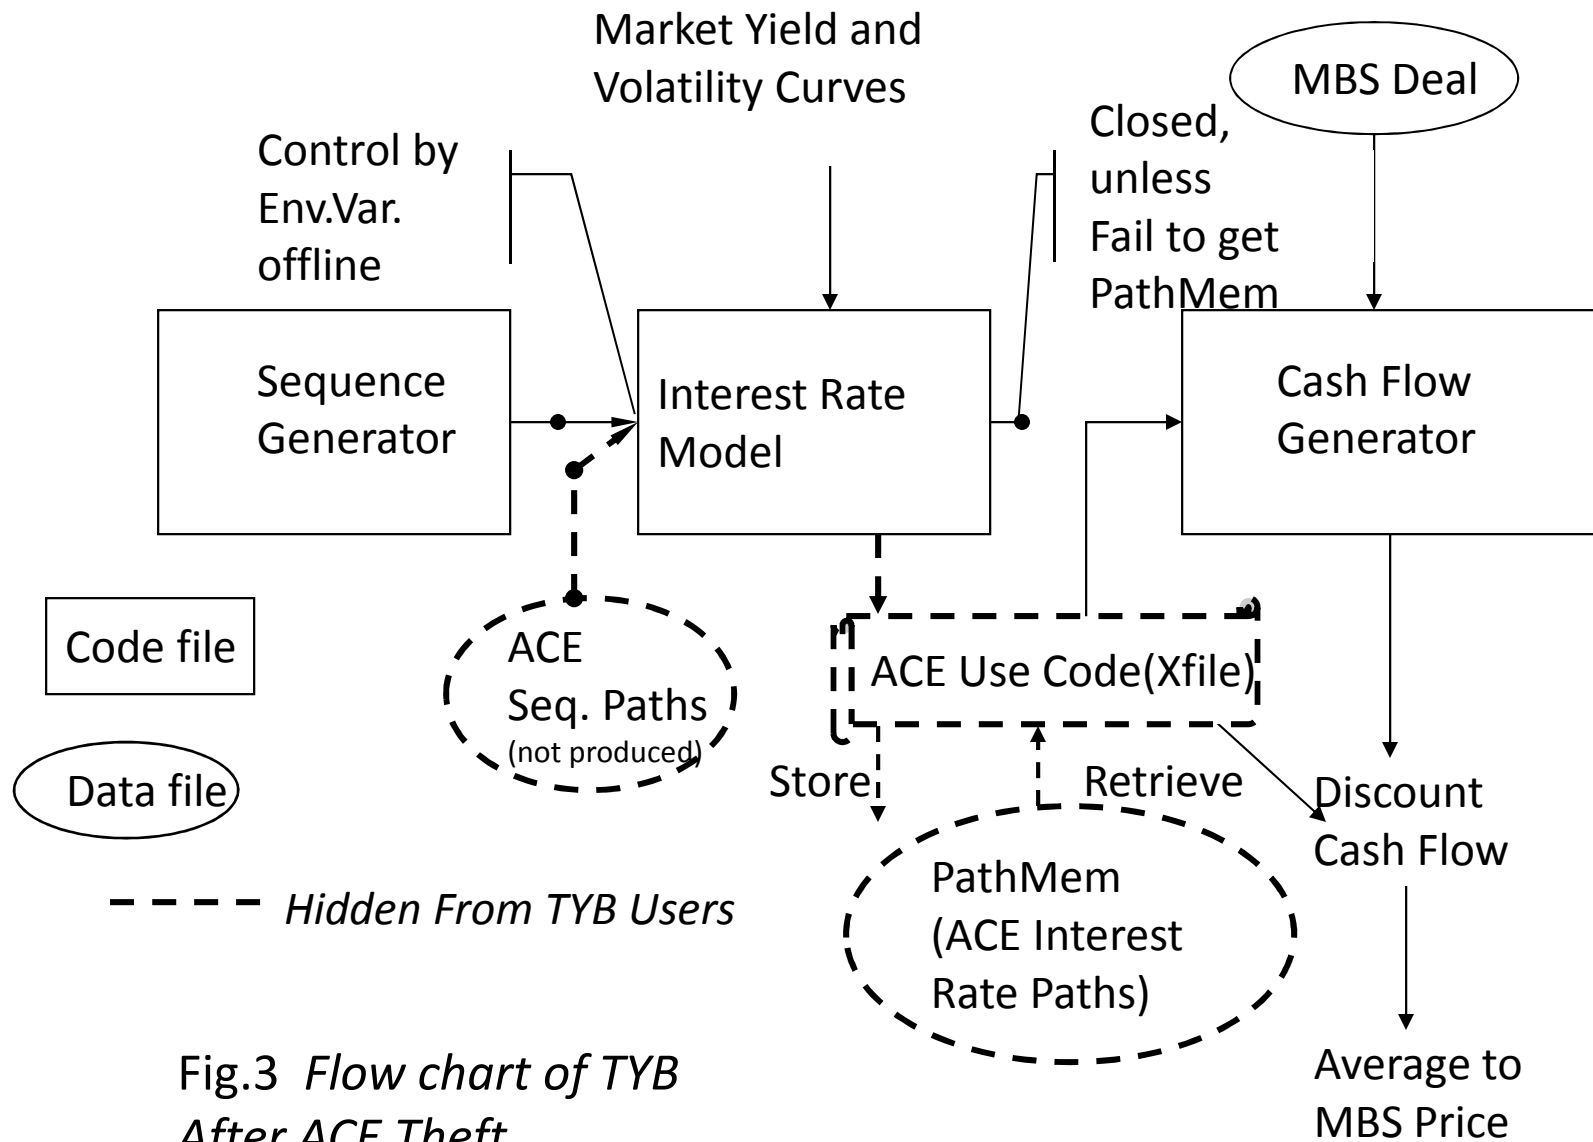 Market Yield and
Volatility Curves
MBS Deal
Control by
Env.Var.
offline
Closed,
unless
Fail to get
PathMem
Sequence
Generator
Interest Rate
Model
Cash Flow
Generator
Code file
ACE
Seq. Paths
(not produced)
ACE Use Code(Xfile)
Data file
Store
Retrieve
Discount
Cash Flow
Hidden From TYB Users
PathMem
(ACE Interest
Rate Paths)
Fig.3 Flow chart of TYB
After ACE Theft
Average to
MBS Price